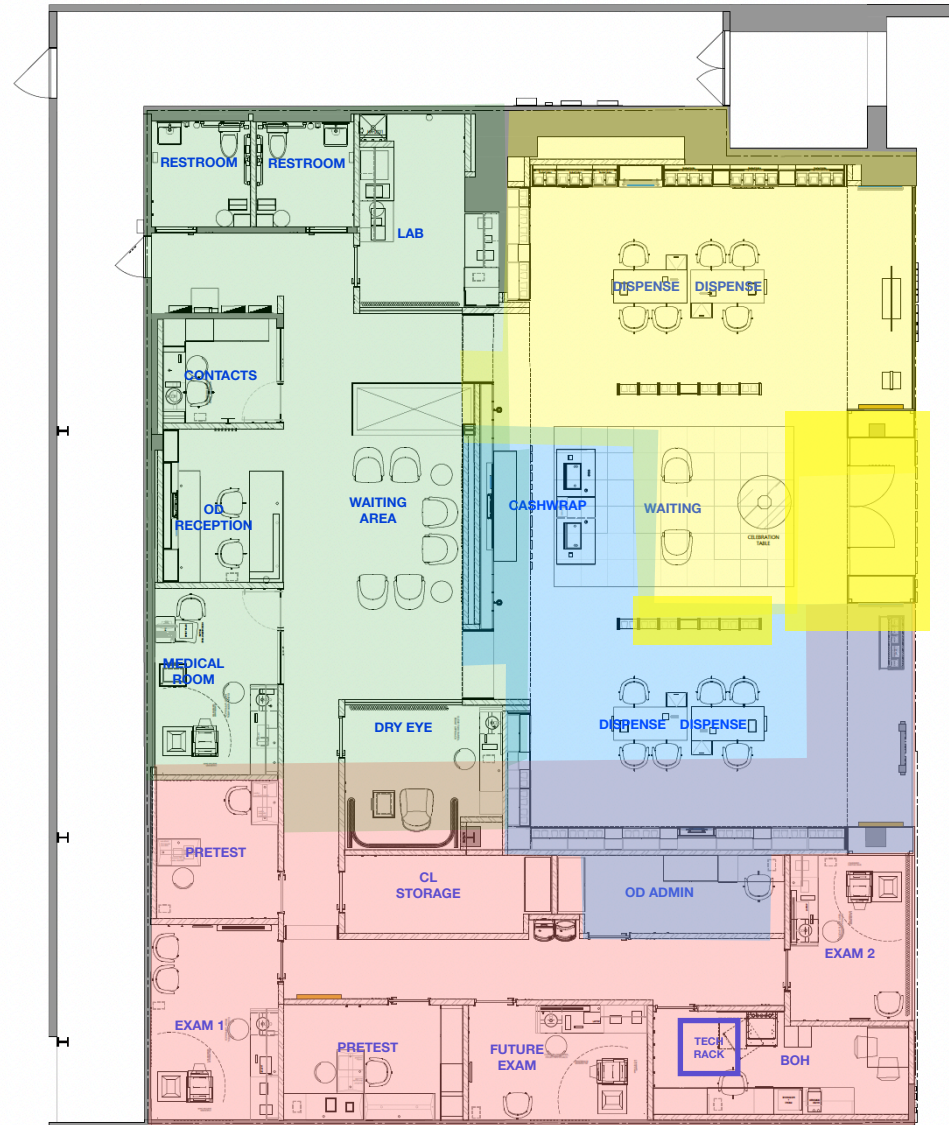 RESTROOM
RESTROOM
LAB
DISPENSE
DISPENSE
CONTACTS
OD
RECEPTION
WAITING
AREA
CASHWRAP
WAITING
CELEBRATION
TABLE
MEDICAL
ROOM
DRY EYE
DISPENSE
DISPENSE
PRETEST
CL
STORAGE
OD ADMIN
EXAM 2
EXAM 1
PRETEST
FUTURE
EXAM
TECH
RACK
BOH